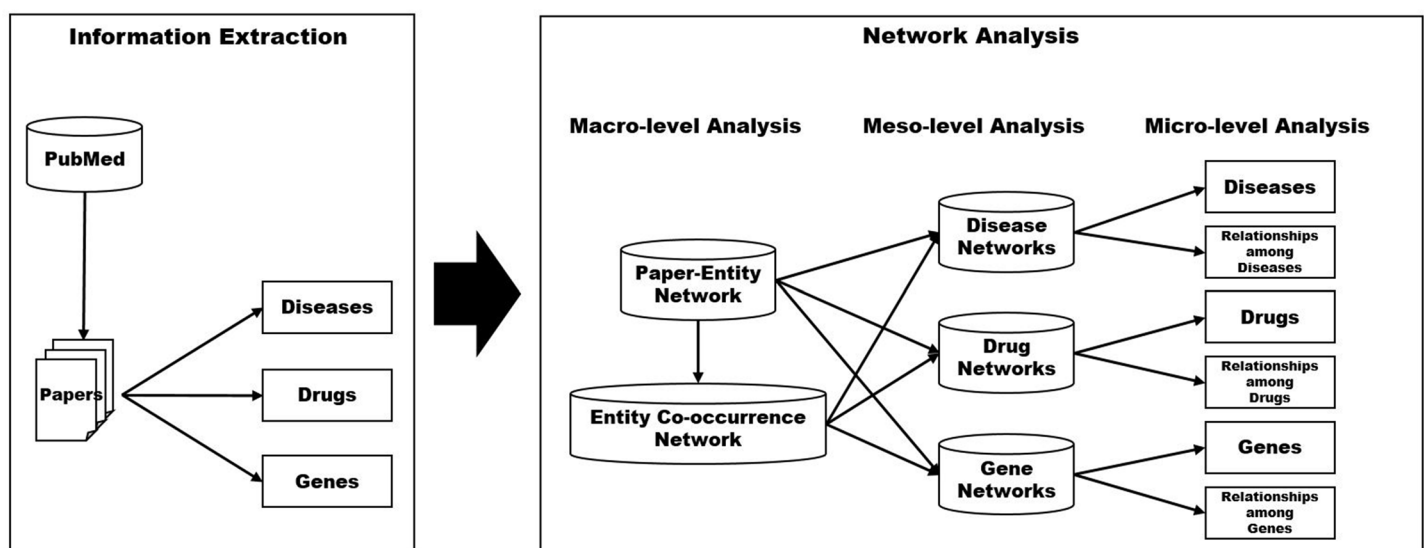 Information Extraction
PubMed
Papers
Diseases
Drugs
Genes
Network Analysis
Macro-level Analysis
Meso-level Analysis
Micro-level Analysis
Paper-Entity
Network
Entity Co-occurrence
Network
Disease
Networks
Drug
Networks
Gene
Networks
Diseases
Relationships
among
Diseases
Drugs
Relationships
among
Drugs
Genes
Relationships
among
Genes